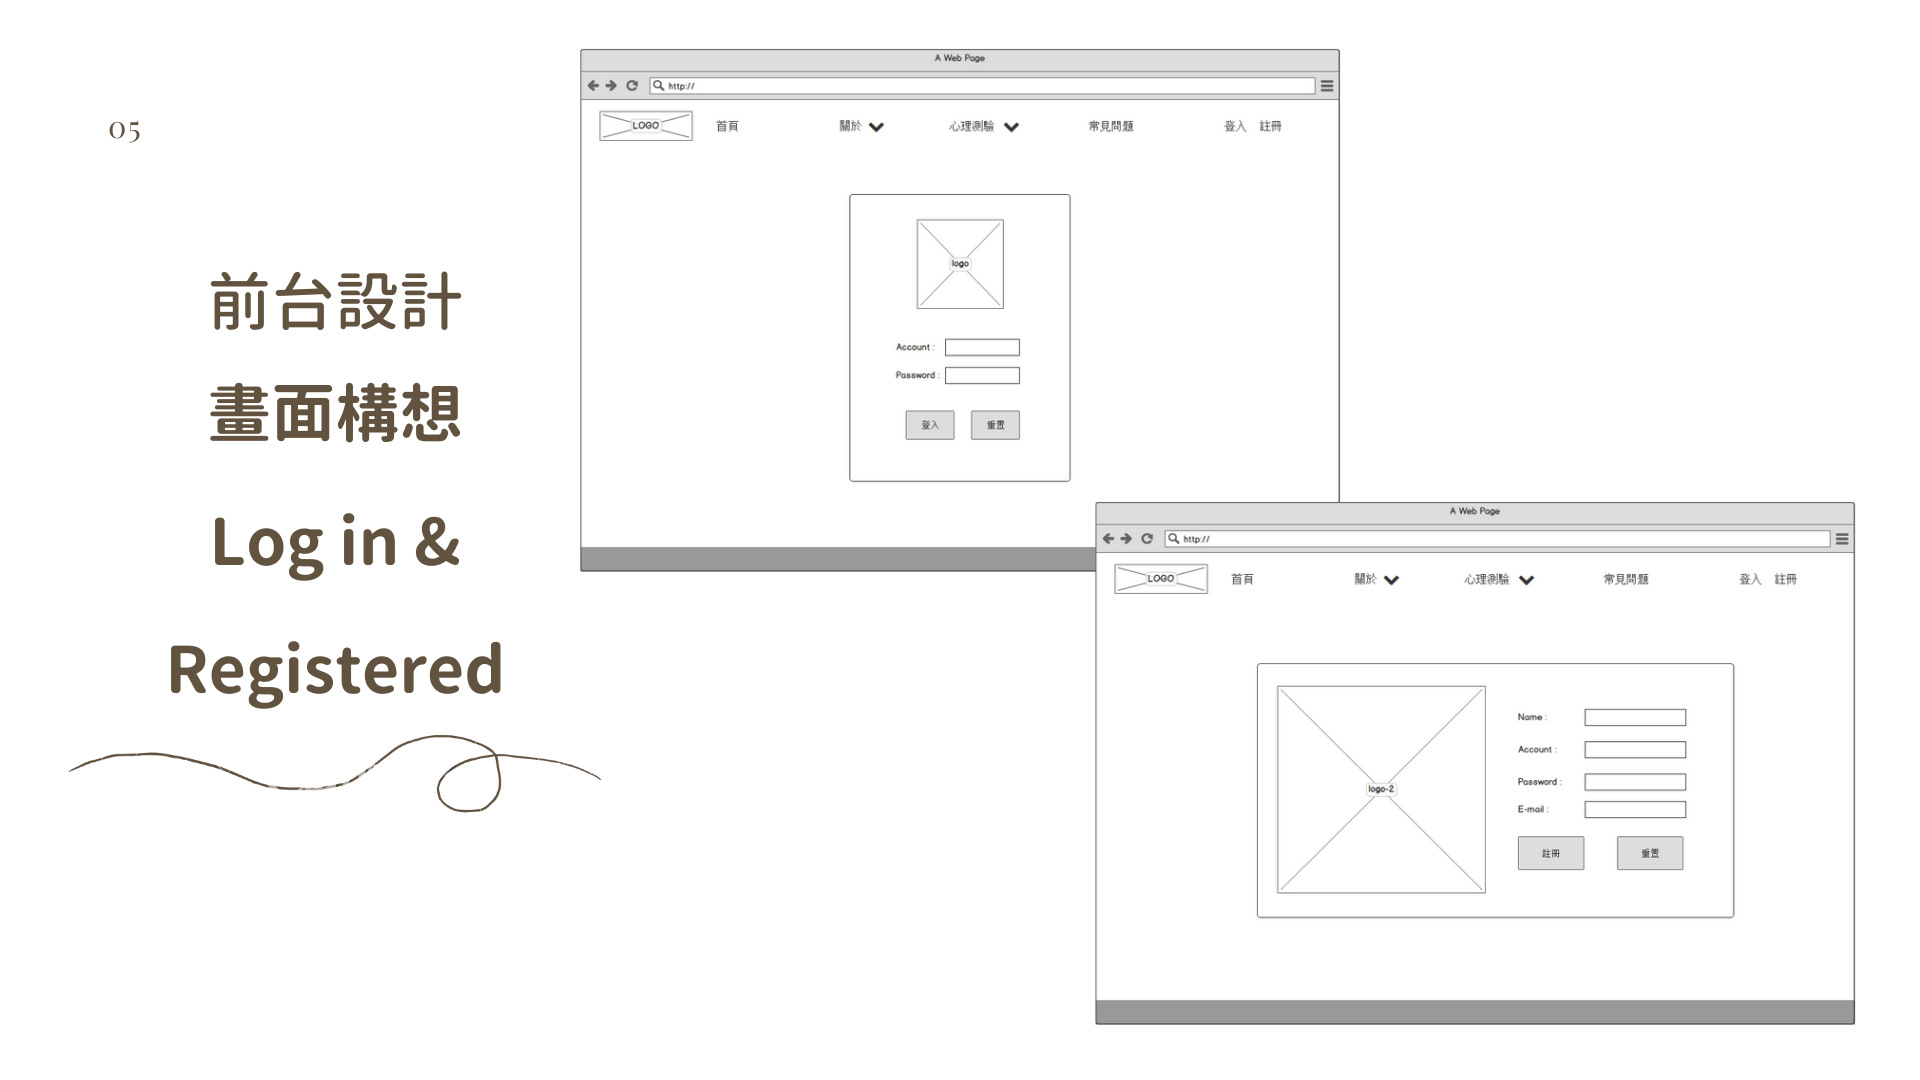 05
前台設計
畫面構想
Log in &
Registered
A Web Page
http://
LOGO 首頁 關於 心理測驗 常見問題 登入 註冊
logo
Account :
Password :
登入 重置
A Web Page
http://
LOGO 首頁 關於 心理測驗 常見問題 登入 註冊
logo-2
Name :
Account :
Password :
E-mail :
註冊 重置